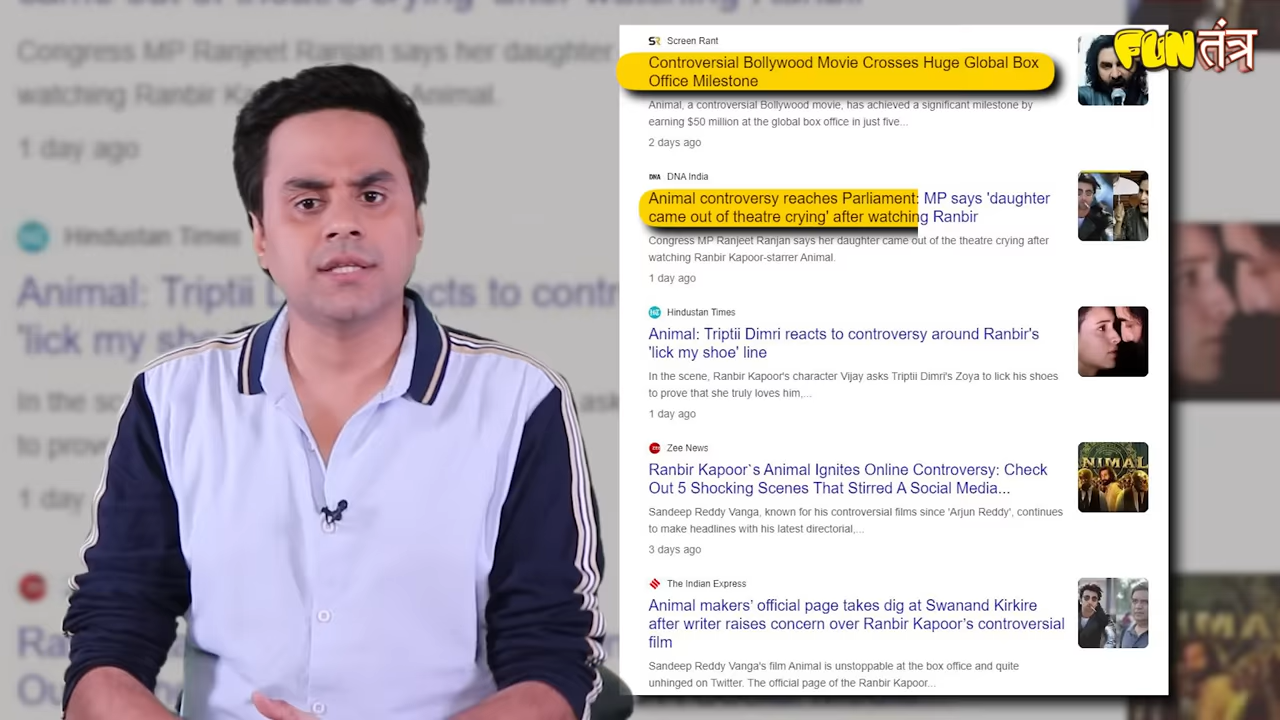 FUNतंत्र
Screen Rant
Controversial Bollywood Movie Crosses Huge Global Box
Office Milestone
Animal, a controversial Bollywood movie, has achieved a significant milestone by
earning $50 million at the global box office in just five...
2 days ago
DNA India
Animal controversy reaches Parliament: MP says 'daughter
came out of theatre crying' after watching Ranbir
Congress MP Ranjeet Ranjan says her daughter came out of the theatre crying after
watching Ranbir Kapoor-starrer Animal.
1 day ago
Hindustan Times
Animal: Triptii Dimri reacts to controversy around Ranbir's
'lick my shoe' line
In the scene, Ranbir Kapoor's character Vijay asks Triptii Dimri's Zoya to lick his shoes
to prove that she truly loves him,...
1 day ago
Zee News
Ranbir Kapoor`s Animal Ignites Online Controversy: Check
Out 5 Shocking Scenes That Stirred A Social Media...
Sandeep Reddy Vanga, known for his controversial films since 'Arjun Reddy', continues
to make headlines with his latest directorial,...
3 days ago
The Indian Express
Animal makers’ official page takes dig at Swanand Kirkire
after writer raises concern over Ranbir Kapoor’s controversial
film
Sandeep Reddy Vanga's film Animal is unstoppable at the box office and quite
unhinged on Twitter. The official page of the Ranbir Kapoor...